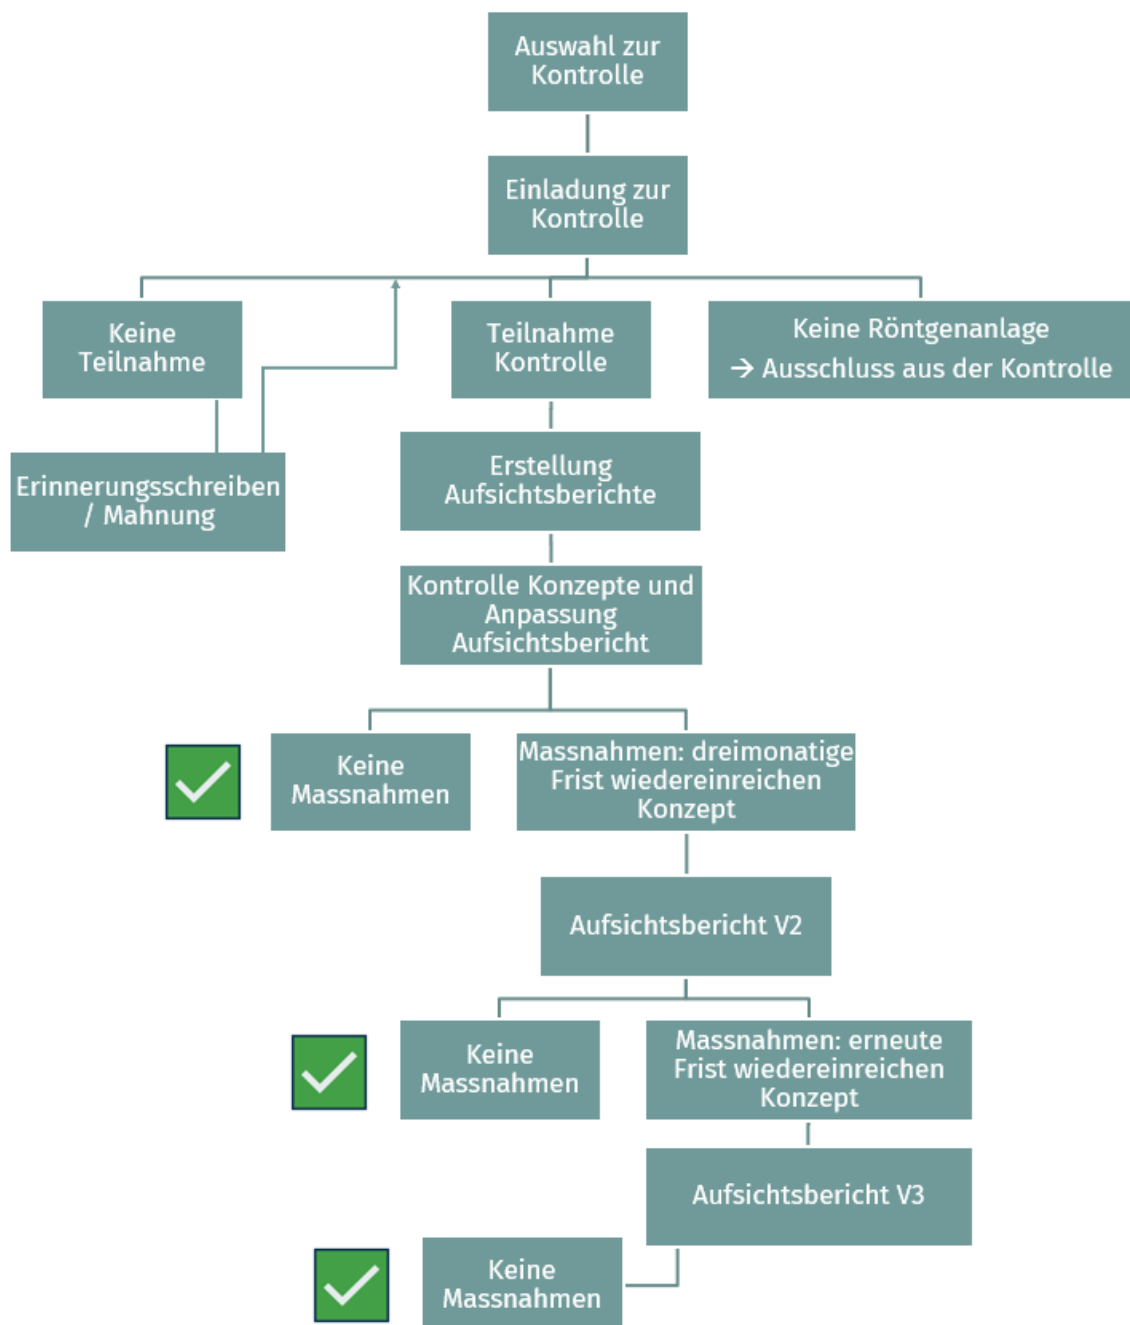 Auswahl zur
Kontrolle
Einladung zur
Kontrolle
Keine
Teilnahme
Teilnahme
Kontrolle
Keine Röntgenanlage
→ Ausschluss aus der Kontrolle
Erinnerungsschreiben
/ Mahnung
Erstellung
Aufsichtsberichte
Kontrolle Konzepte und
Anpassung
Aufsichtsbericht
Keine
Massnahmen
Massnahmen: dreimonatige
Frist wiedereinreichen
Konzept
Aufsichtsbericht V2
Keine
Massnahmen
Massnahmen: erneute
Frist wiedereinreichen
Konzept
Aufsichtsbericht V3
Keine
Massnahmen